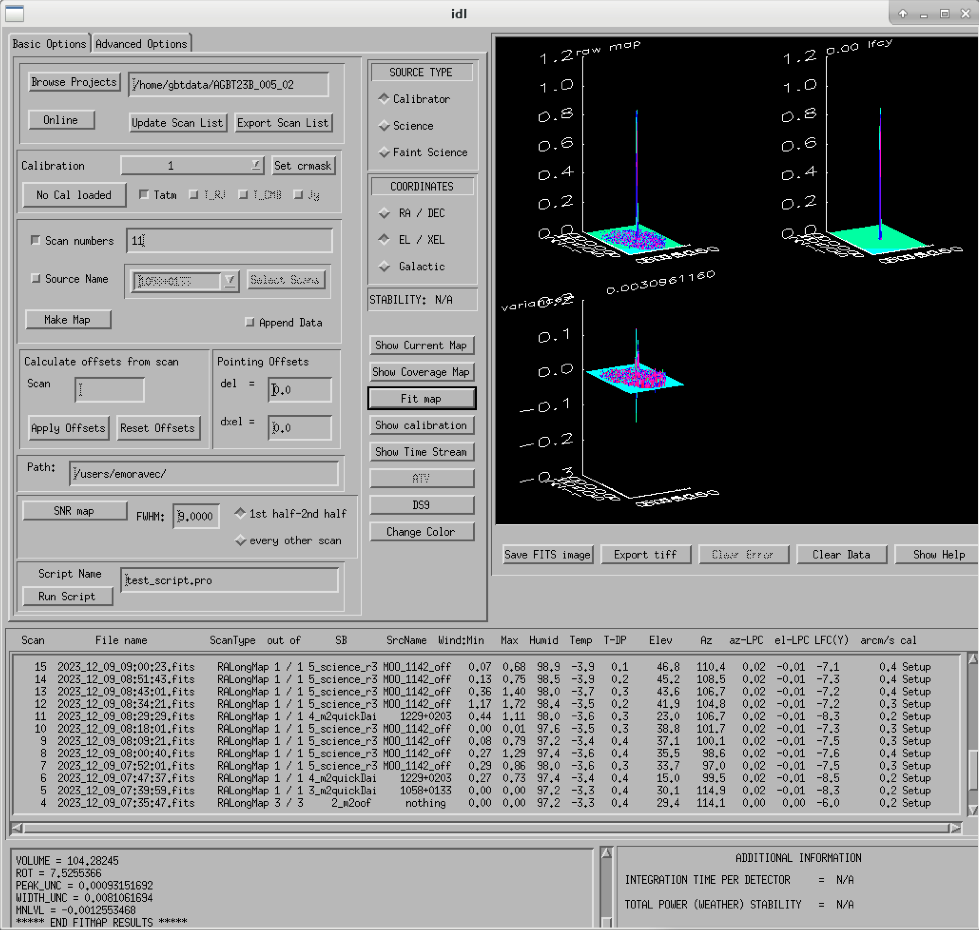 idl
Basic Options Advanced Options
Browse Projects /home/gbtdata/AGBT23B_005_02
Online Update Scan List Export Scan List
Calibration 1 Set crmask
No Cal loaded Tatm T_RJ T_CMB Jy
Scan numbers 11
Source Name Select Scans
Make Map Append Data
Calculate offsets from scan
Scan
Apply Offsets Reset Offsets
Pointing Offsets
del = 0.0
dxel = 0.0
Path: /users/emoravec/
SNR map FWHM: 9.0000 1st half-2nd half
every other scan
Script Name test_script.pro
Run Script
SOURCE TYPE
Calibrator
Science
Faint Science
COORDINATES
RA / DEC
EL / XEL
Galactic
STABILITY: N/A
Show Current Map
Show Coverage Map
Fit map
Show calibration
Show Time Stream
ATV
DS9
Change Color
1.2 raw map
1.0
0.8
0.6
0.4
0.2
0.0
1.2 0.00 lfcy
1.0
0.8
0.6
0.4
0.2
0.0
0.0030961160
variance
0.1
0.0
-0.1
-0.2
-0.3
Save FITS image Export tiff Clear Error Clear Data Show Help
Scan File name ScanType out of SB SrcName Wind:Min Max Humid Temp T-DP Elev Az az-LPC el-LPC LFC(Y) arcm/s cal
15 2023_12_09_09:00:23.fits RALongMap 1 / 1 5_science_r3 MOO_1142_off 0.07 0.68 98.9 -3.9 0.1 46.8 110.4 0.02 -0.01 -7.1 0.4 Setup
14 2023_12_09_08:51:43.fits RALongMap 1 / 1 5_science_r3 MOO_1142_off 0.13 0.75 98.5 -3.9 0.2 45.2 108.5 0.02 -0.01 -7.3 0.4 Setup
13 2023_12_09_08:43:01.fits RALongMap 1 / 1 5_science_r3 MOO_1142_off 0.36 1.40 98.0 -3.7 0.3 43.6 106.7 0.02 -0.01 -7.2 0.4 Setup
12 2023_12_09_08:34:21.fits RALongMap 1 / 1 5_science_r3 MOO_1142_off 1.17 1.72 98.4 -3.5 0.2 41.9 104.8 0.02 -0.01 -7.2 0.3 Setup
11 2023_12_09_08:29:29.fits RALongMap 1 / 1 4_m2quickDai 1229+0203 0.44 1.11 98.0 -3.6 0.3 23.0 106.7 0.02 -0.01 -8.3 0.2 Setup
10 2023_12_09_08:18:01.fits RALongMap 1 / 1 5_science_r3 MOO_1142_off 0.00 0.01 97.6 -3.5 0.3 38.8 101.7 0.02 -0.01 -7.3 0.3 Setup
9 2023_12_09_08:09:21.fits RALongMap 1 / 1 5_science_r3 MOO_1142_off 0.08 0.79 97.2 -3.4 0.4 37.1 100.1 0.02 -0.01 -7.5 0.3 Setup
8 2023_12_09_08:00:40.fits RALongMap 1 / 1 5_science_r3 MOO_1142_off 0.27 1.29 97.4 -3.6 0.4 35.5 98.6 0.02 -0.01 -7.6 0.3 Setup
7 2023_12_09_07:52:01.fits RALongMap 1 / 1 5_science_r3 MOO_1142_off 0.29 0.86 98.0 -3.6 0.3 33.7 97.0 0.02 -0.01 -7.5 0.3 Setup
6 2023_12_09_07:47:37.fits RALongMap 1 / 1 4_m2quickDai 1229+0203 0.27 0.73 97.4 -3.4 0.4 15.0 99.5 0.02 -0.01 -8.5 0.2 Setup
5 2023_12_09_07:39:59.fits RALongMap 1 / 1 3_m2quickDai 1058+0133 0.00 0.00 97.2 -3.3 0.4 30.1 114.9 0.02 -0.01 -8.3 0.2 Setup
4 2023_12_09_07:35:47.fits RALongMap 3 / 3 2_m2oof nothing 0.00 0.00 97.2 -3.3 0.4 29.4 114.1 0.00 0.00 -6.0 0.2 Setup
VOLUME = 104.28245
ROT = 7.5255366
PEAK_UNC = 0.00093151692
WIDTH_UNC = 0.0081061694
MNLVL = -0.0012553468
***** END FITMAP RESULTS *****
ADDITIONAL INFORMATION
INTEGRATION TIME PER DETECTOR = N/A
TOTAL POWER (WEATHER) STABILITY = N/A